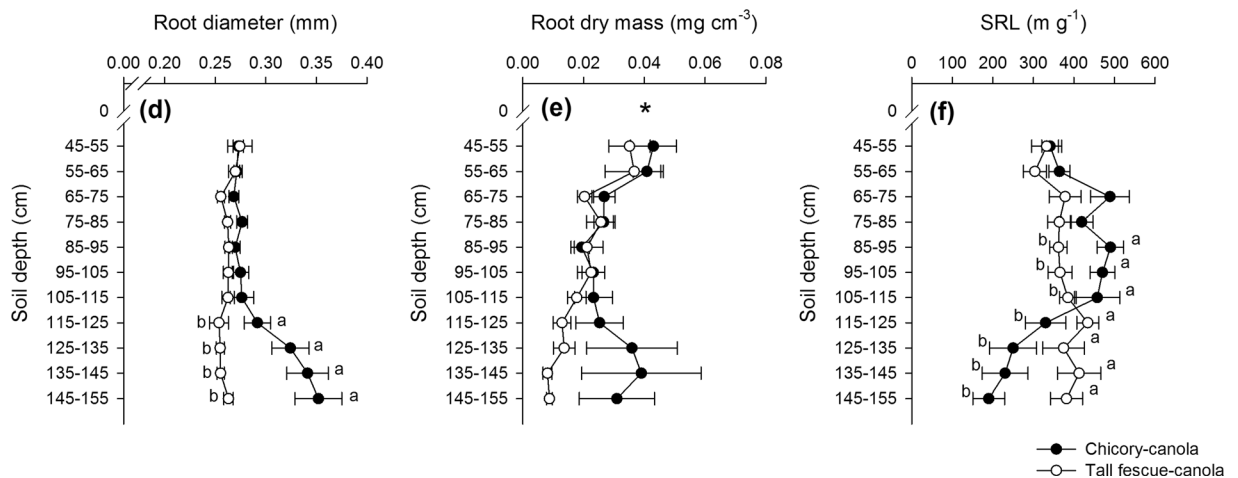 Root diameter (mm)
0.00 0.20 0.25 0.30 0.35 0.40
0
(d)
45-55
55-65
65-75
75-85
85-95
95-105
105-115
115-125 b a
125-135 b a
135-145 b a
145-155 b a
Soil depth (cm)
Root dry mass (mg cm-3)
0.00 0.02 0.04 0.06 0.08
0
(e) *
45-55
55-65
65-75
75-85
85-95
95-105
105-115
115-125
125-135
135-145
145-155
Soil depth (cm)
SRL (m g-1)
0 100 200 300 400 500 600
0
(f)
45-55
55-65
65-75
75-85
85-95 b a
95-105 b a
105-115 b a
115-125 b a
125-135 b a
135-145 b a
145-155 b a
Soil depth (cm)
Chicory-canola
Tall fescue-canola